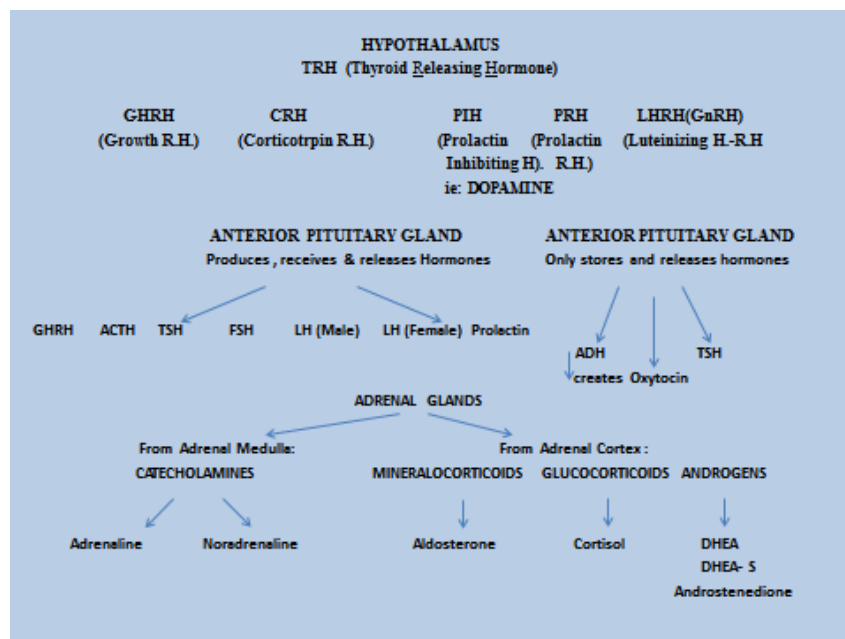 HYPOTHALAMUS
TRH (Thyroid Releasing Hormone)
GHRH CRH PIH PRH LHRH(GnRH)
(Growth R.H.) (Corticotrpin R.H.) (Prolactin (Prolactin (Luteinizing H.-R.H
Inhibiting H). R.H.)
ie: DOPAMINE
ANTERIOR PITUITARY GLAND ANTERIOR PITUITARY GLAND
Produces , receives & releases Hormones Only stores and releases hormones
GHRH ACTH TSH FSH LH (Male) LH (Female) Prolactin
ADH TSH
creates Oxytocin
ADRENAL GLANDS
From Adrenal Medulla: From Adrenal Cortex :
CATECHOLAMINES MINERALOCORTICOIDS GLUCOCORTICOIDS ANDROGENS
Adrenaline Noradrenaline Aldosterone Cortisol DHEA
DHEA- S
Androstenedione